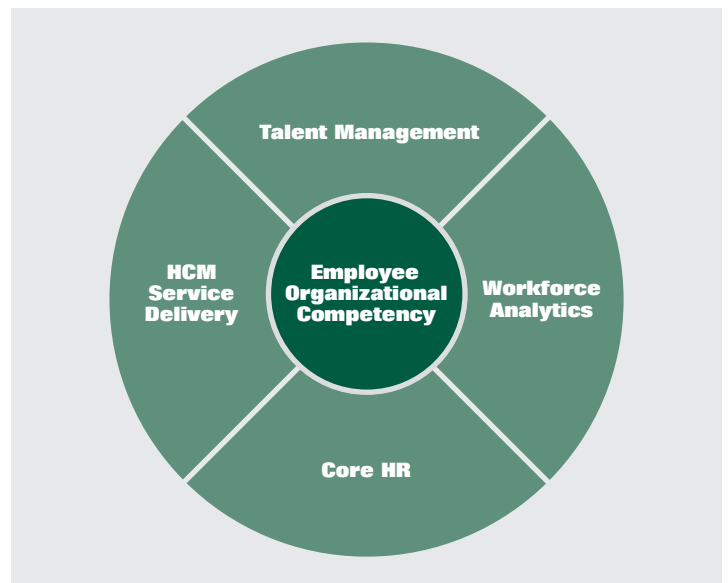 Talent Management
HCM
Service
Delivery
Employee
Organizational
Competency
Workforce
Analytics
Core HR